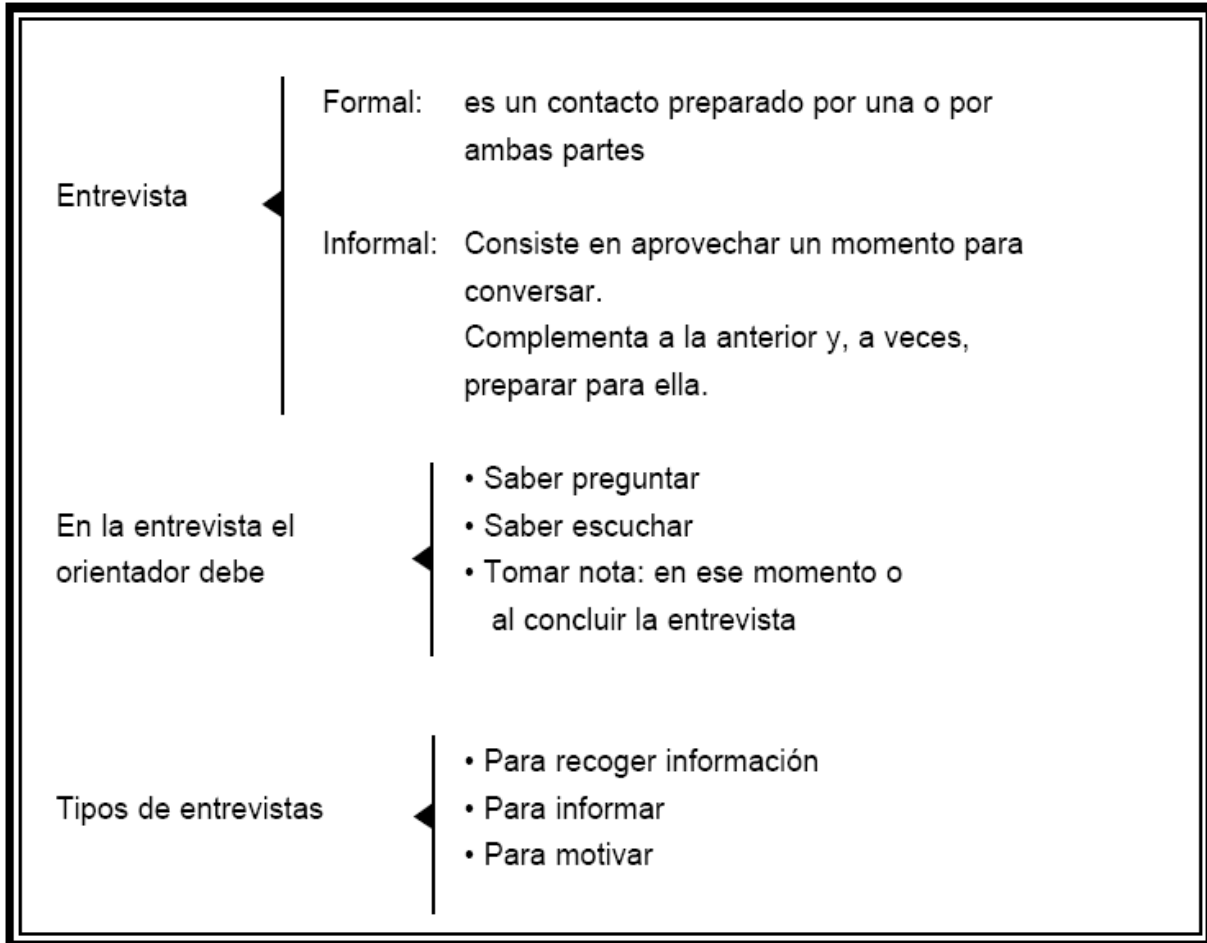 Formal: es un contacto preparado por una o por
ambas partes
Entrevista
Informal: Consiste en aprovechar un momento para
conversar.
Complementa a la anterior y, a veces,
preparar para ella.
• Saber preguntar
En la entrevista el
• Saber escuchar
orientador debe
• Tomar nota: en ese momento o
al concluir la entrevista
• Para recoger información
Tipos de entrevistas
• Para informar
• Para motivar